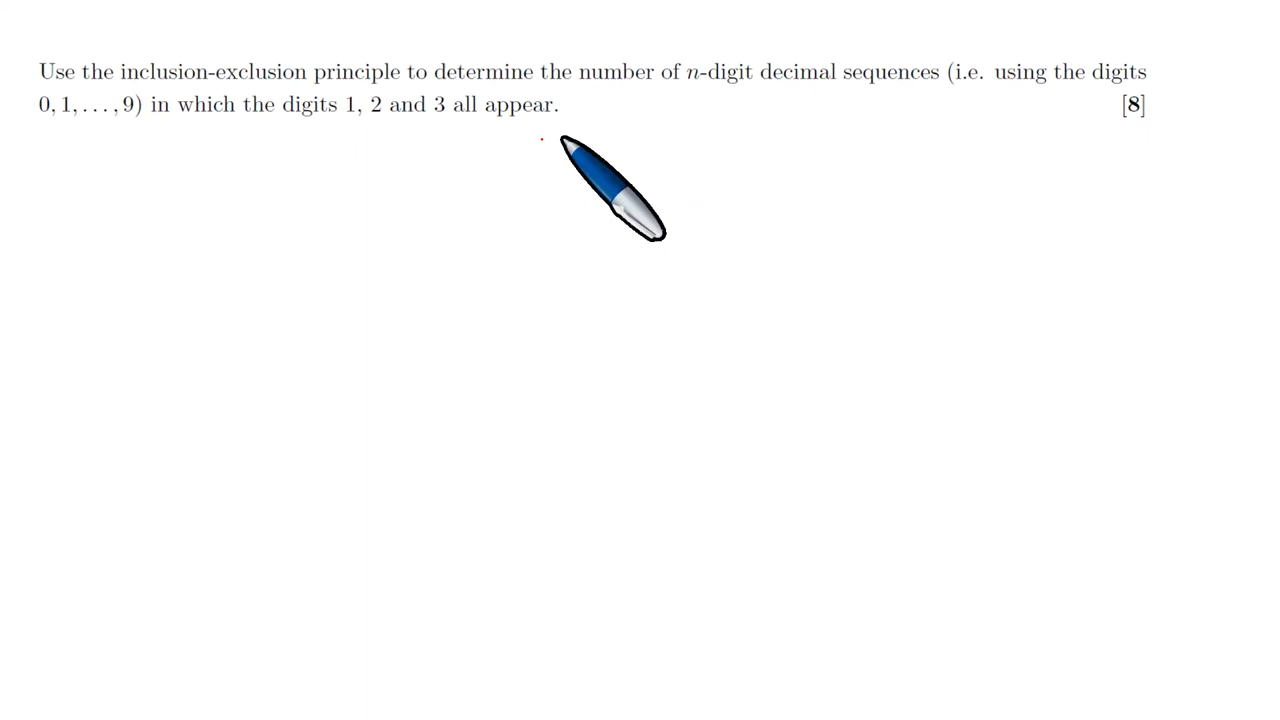 Use the inclusion-exclusion principle to determine the number of n-digit decimal sequences (i.e. using the digits
0, 1, . . . , 9) in which the digits 1, 2 and 3 all appear. [8]